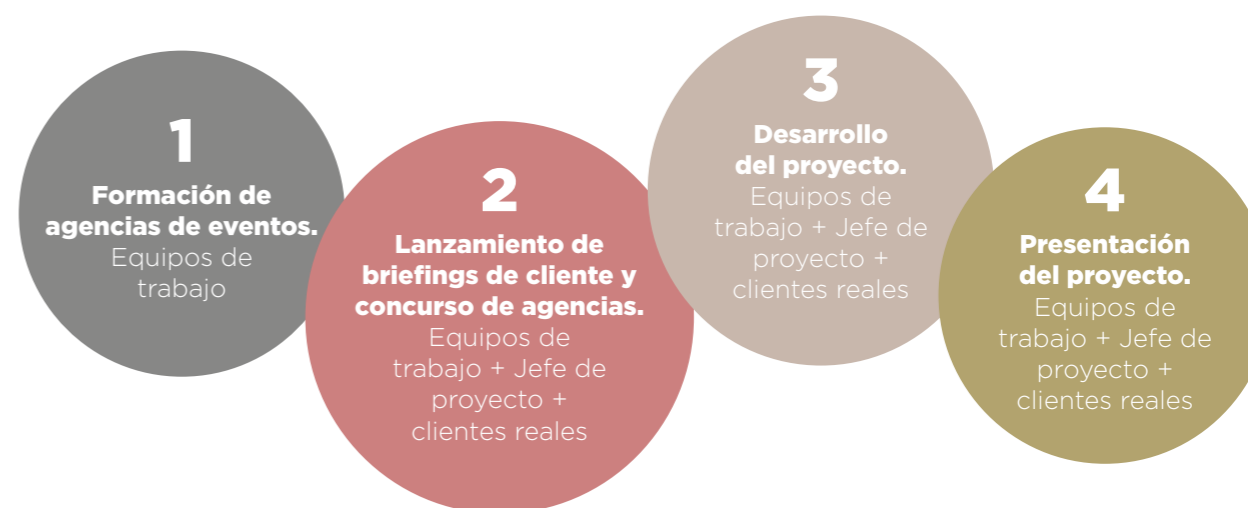 1
Formación de
agencias de eventos.
Equipos de
trabajo
2
Lanzamiento de
briefings de cliente y
concurso de agencias.
Equipos de
trabajo + Jefe de
proyecto +
clientes reales
3
Desarrollo
del proyecto.
Equipos de
trabajo + Jefe de
proyecto +
clientes reales
4
Presentación
del proyecto.
Equipos de
trabajo + Jefe de
proyecto +
clientes reales